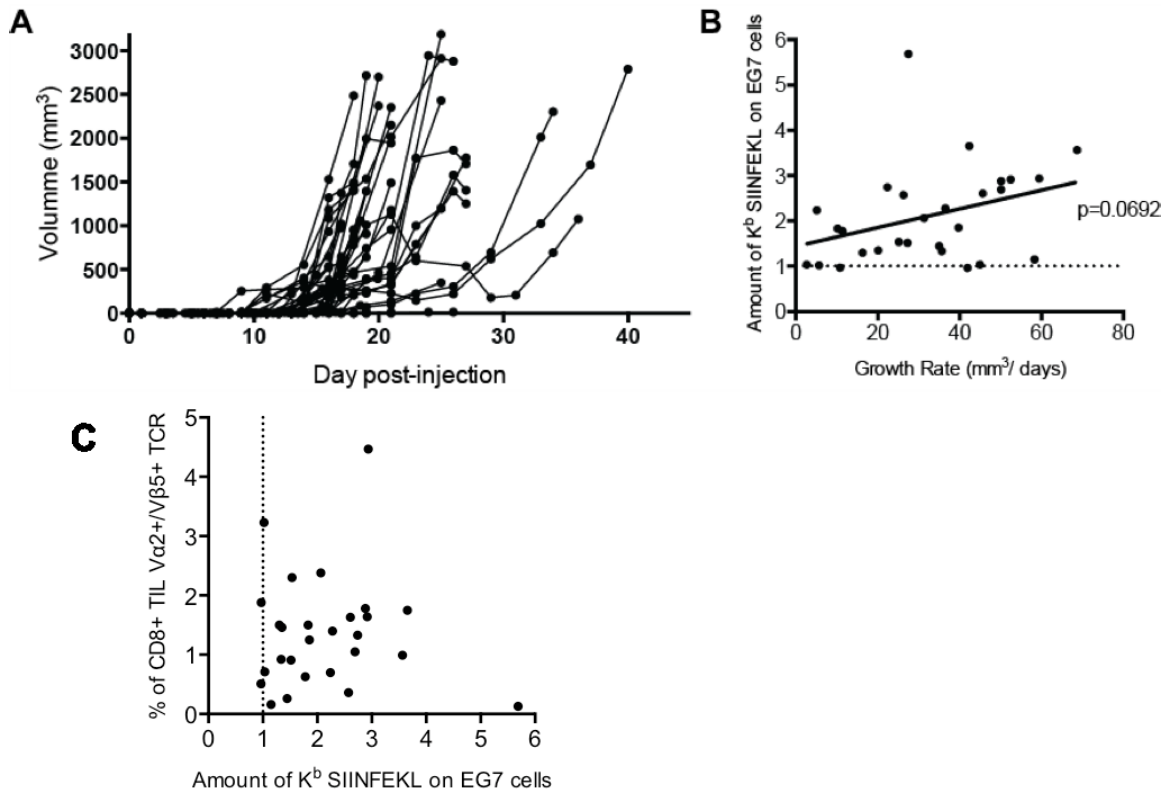 A
Volumme (mm³)
3000
2500
2000
1500
1000
500
0
0 10 20 30 40
Day post-injection
B
Amount of Kᵇ SIINFEKL on EG7 cells
6
5
4
3
2
1
0
p=0.0692
0 20 40 60 80
Growth Rate (mm³/ days)
C
% of CD8+ TIL Vα2+/Vβ5+ TCR
5
4
3
2
1
0
0 1 2 3 4 5 6
Amount of Kᵇ SIINFEKL on EG7 cells